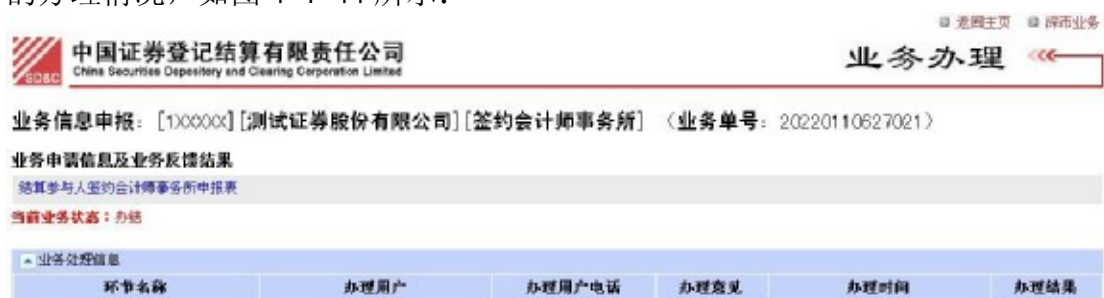 的办理情况，如图 4-4-11 所示：
返回主页 辞币业务
中国证券登记结算有限责任公司
China Securities Depository and Clearing Corporation Limited
SD&C
业务办理
业务信息申报：[1XXXXX][测试证券股份有限公司][签约会计师事务所] （业务单号：20220110627021）
业务申请信息及业务反馈结果
结算参与人签约会计师事务所申报表
当前业务状态：办结
业务处理信息
环节名称 办理用户 办理用户电话 办理意见 办理时间 办理结果